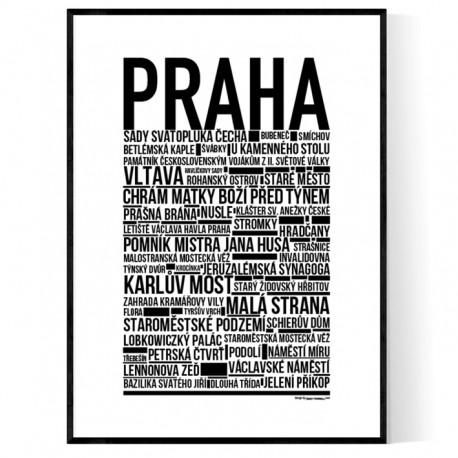 PRAHA
SADY SVATOPLUKA ČECHA BUBENEČ SMÍCHOV
BETLÉMSKÁ KAPLE ŠVÁBKY U KAMENNÉHO STOLU
PAMÁTNÍK ČESKOSLOVENSKÝM VOJÁKŮM Z II. SVĚTOVÉ VÁLKY
VLTAVA HAVLÍČKOVY SADY ROHANSKÝ OSTROV STARÉ MĚSTO
CHRÁM MATKY BOŽÍ PŘED TÝNEM
PRAŠNÁ BRÁNA NUSLE KLÁŠTER SV. ANEŽKY ČESKÉ
LETIŠTĚ VÁCLAVA HAVLA PRAHA STROMKY HRADČANY
POMNÍK MISTRA JANA HUSA STRAŠNICE
MALOSTRANSKÁ MOSTECKÁ VĚŽ INVALIDOVNA
TÝNSKÝ DVŮR KROCÍNKA JERUZALÉMSKÁ SYNAGOGA
KARLŮV MOST STARÝ ŽIDOVSKÝ HŘBITOV
ZAHRADA KRAMÁŘOVY VILY MALÁ STRANA
FLORA TYRŠŮV VRCH
STAROMĚSTSKÉ PODZEMÍ SCHIERŮV DŮM
LOBKOWICZKÝ PALÁC STAROMĚSTSKÁ MOSTECKÁ VĚŽ
TŘEBEŠÍN PETRSKÁ ČTVRŤ PODOLÍ NÁMĚSTÍ MÍRU
LENNONOVA ZEĎ VÁCLAVSKÉ NÁMĚSTÍ
BAZILIKA SVATÉHO JIŘÍ DLOUHÁ TŘÍDA JELENÍ PŘÍKOP